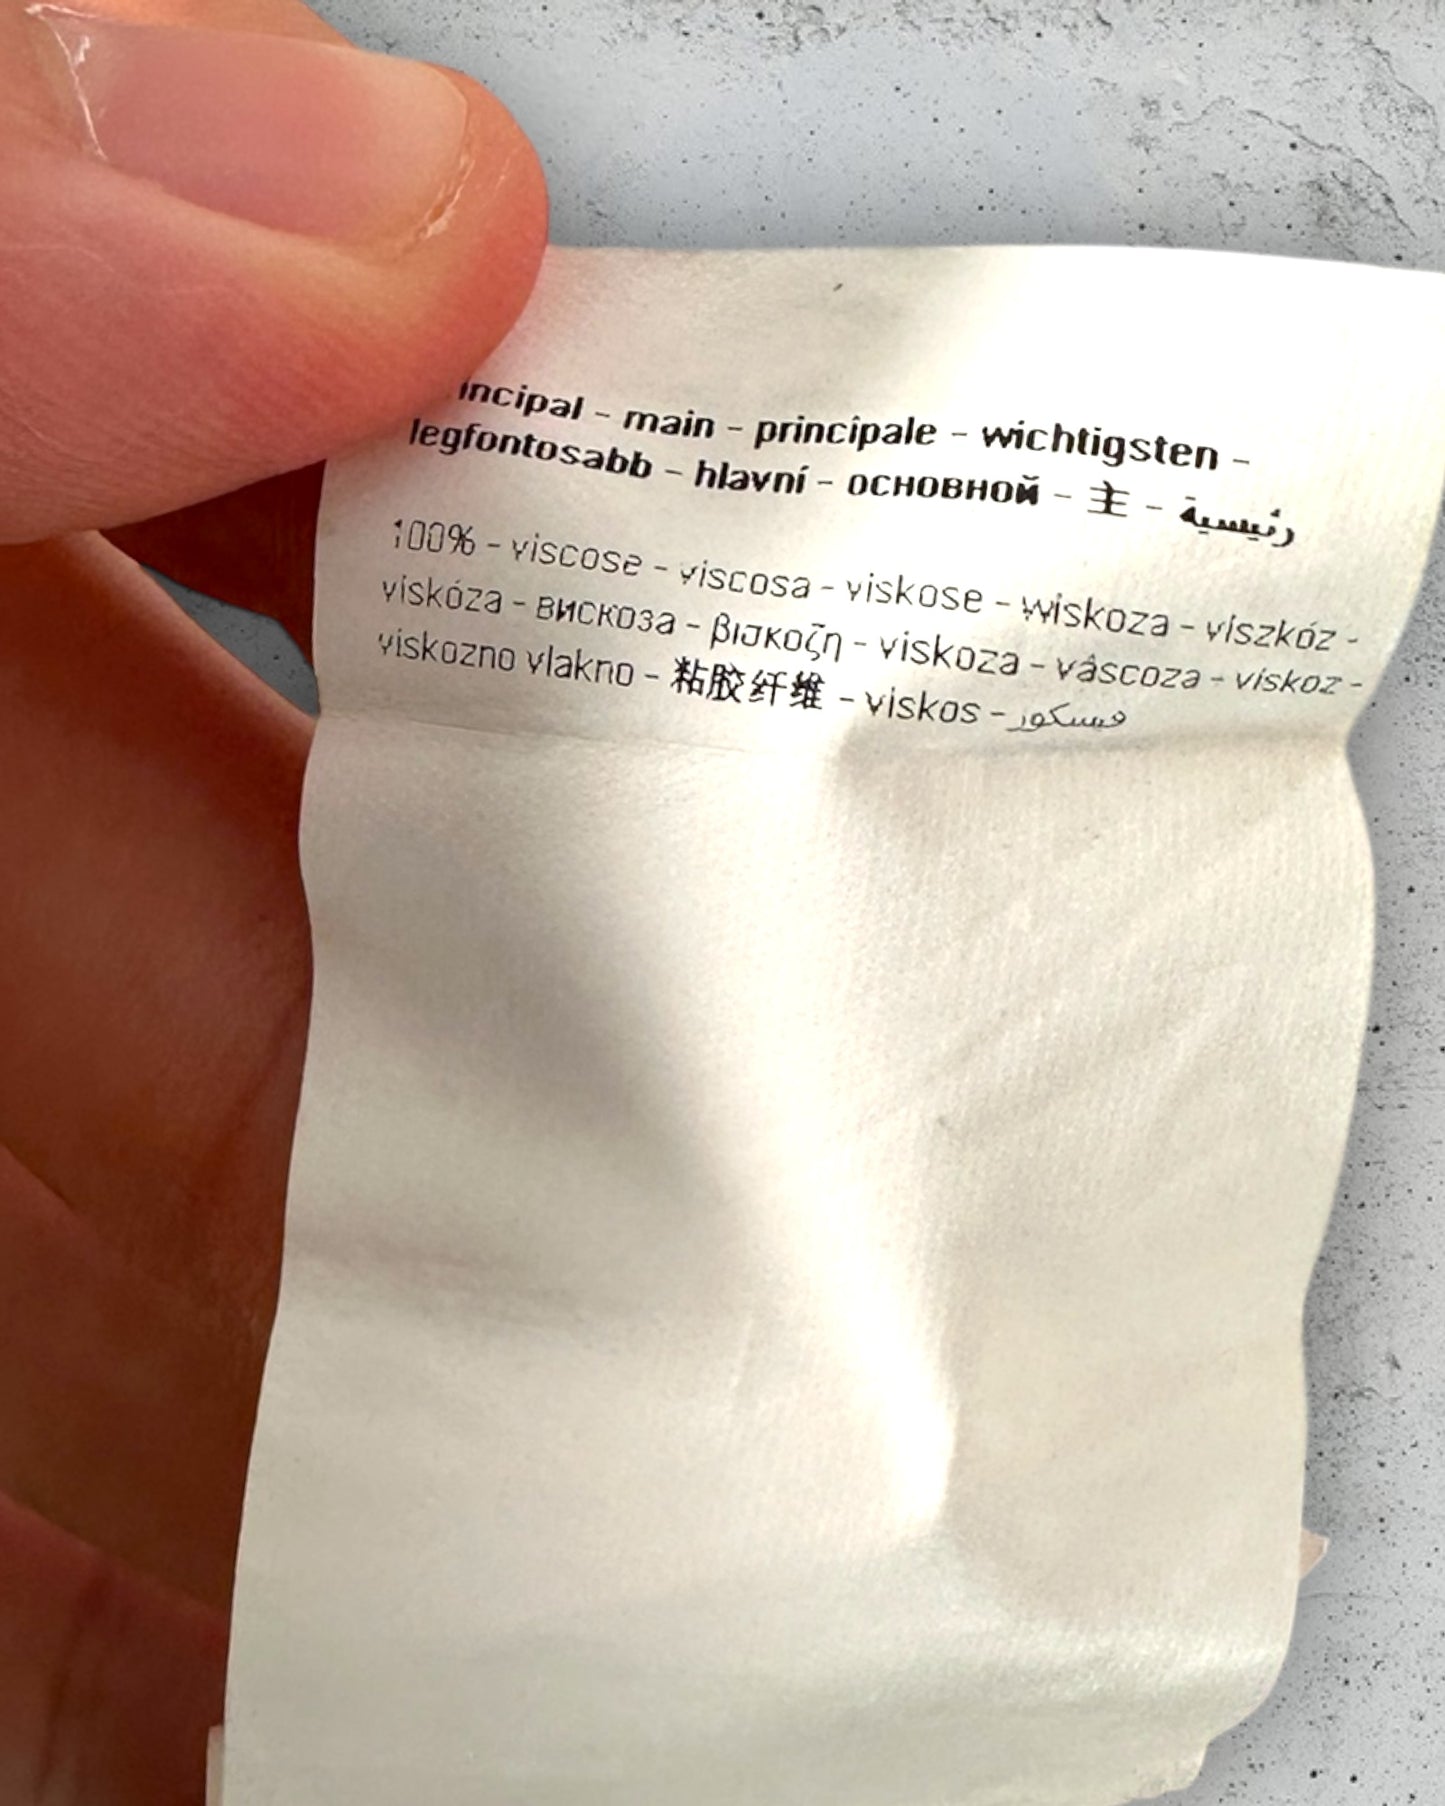 incipal - main - principale - wichtigsten -
legfontosabb - hlavní - основной - 主 - رئيسية
100% - viscose - viscosa - viskose - wiskoza - viszkóz -
viskóza - вискоза - βισκοζη - viskoza - vâscoza - viskoz -
viskozno vlakno - 粘胶纤维 - viskos - فيسكوز